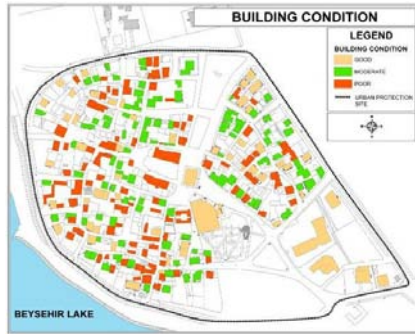 BUILDING CONDITION
LEGEND
BUILDING CONDITION
GOOD
MODERATE
POOR
URBAN PROTECTION
SITE
BEYSEHIR LAKE